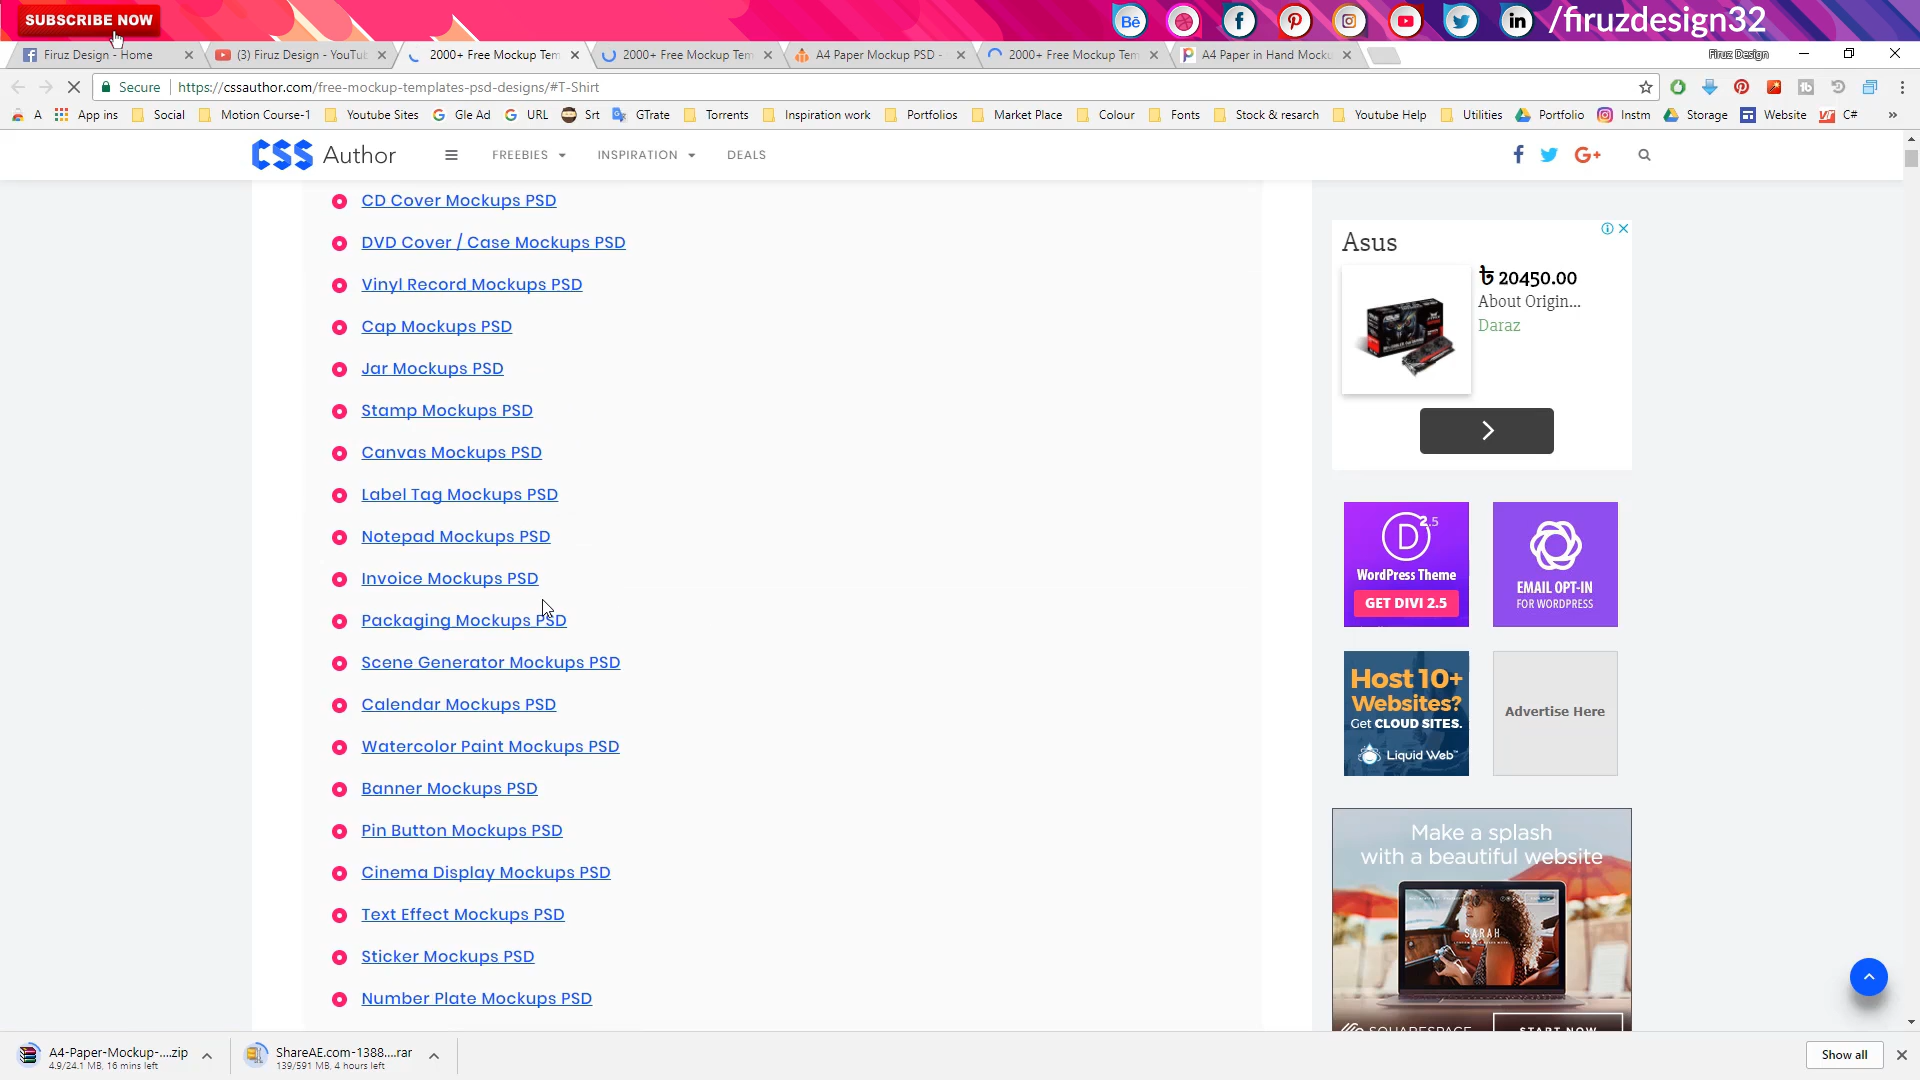 SUBSCRIBE NOW
Bē
/firuzdesign32
Firuz Design - Home
(3) Firuz Design - YouTub
2000+ Free Mockup Tem
2000+ Free Mockup Tem
A4 Paper Mockup PSD -
2000+ Free Mockup Tem
A4 Paper in Hand Mocku
Firuz Design
Secure
https://cssauthor.com/free-mockup-templates-psd-designs/#T-Shirt
A
App ins
Social
Motion Course-1
Youtube Sites
Gle Ad
URL
Srt
GTrate
Torrents
Inspiration work
Portfolios
Market Place
Colour
Fonts
Stock & resarch
Youtube Help
Utilities
Portfolio
Instm
Storage
Website
C#
»
CSS Author
FREEBIES
INSPIRATION
DEALS
CD Cover Mockups PSD
DVD Cover / Case Mockups PSD
Vinyl Record Mockups PSD
Cap Mockups PSD
Jar Mockups PSD
Stamp Mockups PSD
Canvas Mockups PSD
Label Tag Mockups PSD
Notepad Mockups PSD
Invoice Mockups PSD
Packaging Mockups PSD
Scene Generator Mockups PSD
Calendar Mockups PSD
Watercolor Paint Mockups PSD
Banner Mockups PSD
Pin Button Mockups PSD
Cinema Display Mockups PSD
Text Effect Mockups PSD
Sticker Mockups PSD
Number Plate Mockups PSD
Asus
৳ 20450.00
About Origin...
Daraz
D 2.5
WordPress Theme
GET DIVI 2.5
EMAIL OPT-IN
FOR WORDPRESS
Host 10+
Websites?
Get CLOUD SITES.
Liquid Web™
Advertise Here
Make a splash
with a beautiful website
SARAH
SQUARESPACE
START NOW
A4-Paper-Mockup-....zip
4.9/24.1 MB, 16 mins left
ShareAE.com-1388....rar
139/591 MB, 4 hours left
Show all